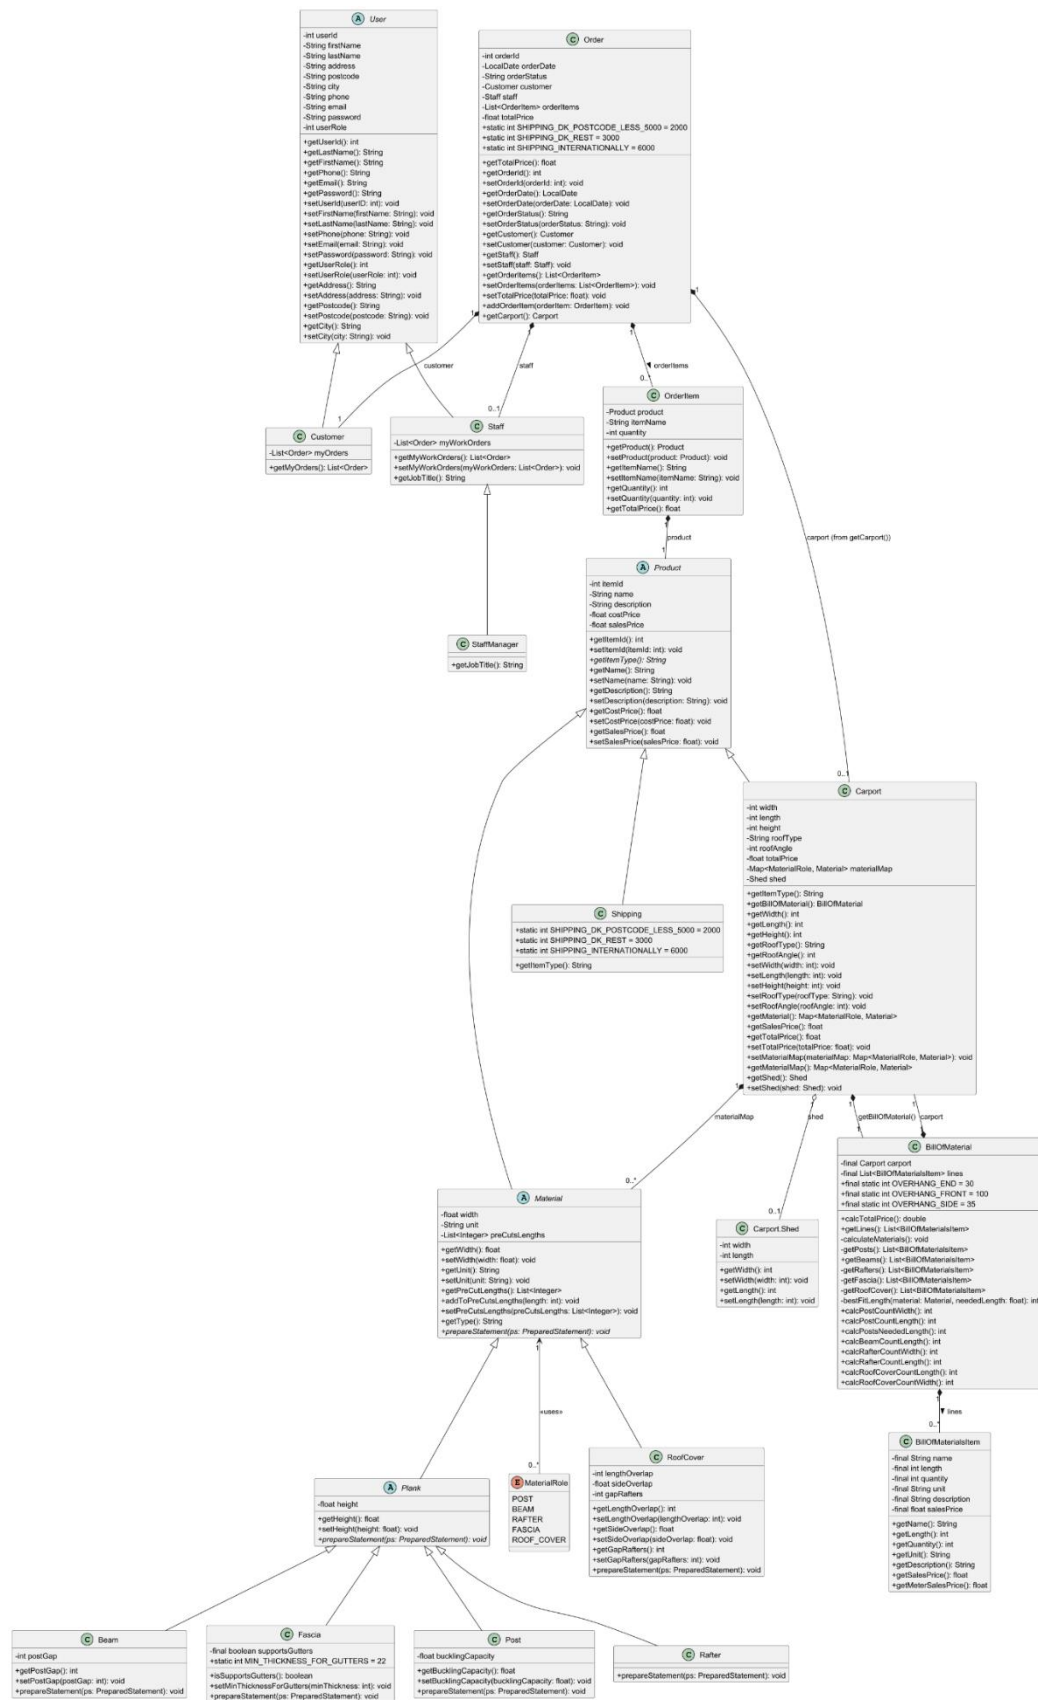 A User
-int userId
-String firstName
-String lastName
-String address
-String postcode
-String city
-String phone
-String email
-String password
-int userRole
+getUserId(): int
+getLastName(): String
+getFirstName(): String
+getPhone(): String
+getEmail(): String
+getPassword(): String
+setUserId(userID: int): void
+setFirstName(firstName: String): void
+setLastName(lastName: String): void
+setPhone(phone: String): void
+setEmail(email: String): void
+setPassword(password: String): void
+getUserRole(): int
+setUserRole(userRole: int): void
+getAddress(): String
+setAddress(address: String): void
+getPostcode(): String
+setPostcode(postcode: String): void
+getCity(): String
+setCity(city: String): void
C Order
-int orderId
-LocalDate orderDate
-String orderStatus
-Customer customer
-Staff staff
-List<OrderItem> orderItems
-float totalPrice
+static int SHIPPING_DK_POSTCODE_LESS_5000 = 2000
+static int SHIPPING_DK_REST = 3000
+static int SHIPPING_INTERNATIONALLY = 6000
+getTotalPrice(): float
+getOrderId(): int
+setOrderId(orderId: int): void
+getOrderDate(): LocalDate
+setOrderDate(orderDate: LocalDate): void
+getOrderStatus(): String
+setOrderStatus(orderStatus: String): void
+getCustomer(): Customer
+setCustomer(customer: Customer): void
+getStaff(): Staff
+setStaff(staff: Staff): void
+getOrderItems(): List<OrderItem>
+setOrderItems(orderItems: List<OrderItem>): void
+setTotalPrice(totalPrice: float): void
+addOrderItem(orderItem: OrderItem): void
+getCarport(): Carport
1
1
1
1
customer
staff
orderItems
1
0..1
0..*
C Customer
-List<Order> myOrders
+getMyOrders(): List<Order>
C Staff
-List<Order> myWorkOrders
+getMyWorkOrders(): List<Order>
+setMyWorkOrders(myWorkOrders: List<Order>): void
+getJobTitle(): String
C OrderItem
-Product product
-String itemName
-int quantity
+getProduct(): Product
+setProduct(product: Product): void
+getItemName(): String
+setItemName(itemName: String): void
+getQuantity(): int
+setQuantity(quantity: int): void
+getTotalPrice(): float
1
product
1
carport (from getCarport())
0..1
C StaffManager
+getJobTitle(): String
A Product
-int itemId
-String name
-String description
-float costPrice
-float salesPrice
+getItemId(): int
+setItemId(itemId: int): void
+getItemType(): String
+getName(): String
+setName(name: String): void
+getDescription(): String
+setDescription(description: String): void
+getCostPrice(): float
+setCostPrice(costPrice: float): void
+getSalesPrice(): float
+setSalesPrice(salesPrice: float): void
C Carport
-int width
-int length
-int height
-String roofType
-int roofAngle
-float totalPrice
-Map<MaterialRole, Material> materialMap
-Shed shed
+getItemType(): String
+getBillOfMaterial(): BillOfMaterial
+getWidth(): int
+getLength(): int
+getHeight(): int
+getRoofType(): String
+getRoofAngle(): int
+setWidth(width: int): void
+setLength(length: int): void
+setHeight(height: int): void
+setRoofType(roofType: String): void
+setRoofAngle(roofAngle: int): void
+getMaterial(): Map<MaterialRole, Material>
+getSalesPrice(): float
+getTotalPrice(): float
+setTotalPrice(totalPrice: float): void
+setMaterialMap(materialMap: Map<MaterialRole, Material>): void
+getMaterialMap(): Map<MaterialRole, Material>
+getShed(): Shed
+setShed(shed: Shed): void
C Shipping
+static int SHIPPING_DK_POSTCODE_LESS_5000 = 2000
+static int SHIPPING_DK_REST = 3000
+static int SHIPPING_INTERNATIONALLY = 6000
+getItemType(): String
1
materialMap
0..*
1
shed
0..1
1
getBillOfMaterial()
1
1
carport
1
A Material
-float width
-String unit
-List<Integer> preCutsLengths
+getWidth(): float
+setWidth(width: float): void
+getUnit(): String
+setUnit(unit: String): void
+getPreCutLengths(): List<Integer>
+addToPreCutsLengths(length: int): void
+setPreCutsLengths(preCutsLengths: List<Integer>): void
+getType(): String
+prepareStatement(ps: PreparedStatement): void
C Carport.Shed
-int width
-int length
+getWidth(): int
+setWidth(width: int): void
+getLength(): int
+setLength(length: int): void
C BillOfMaterial
-final Carport carport
-final List<BillOfMaterialsItem> lines
+final static int OVERHANG_END = 30
+final static int OVERHANG_FRONT = 100
+final static int OVERHANG_SIDE = 35
+calcTotalPrice(): double
+getLines(): List<BillOfMaterialsItem>
-calculateMaterials(): void
-getPosts(): List<BillOfMaterialsItem>
+getBeams(): List<BillOfMaterialsItem>
-getRafters(): List<BillOfMaterialsItem>
-getFascia(): List<BillOfMaterialsItem>
-getRoofCover(): List<BillOfMaterialsItem>
-bestFitLength(material: Material, neededLength: float): int
+calcPostCountWidth(): int
+calcPostCountLength(): int
+calcPostsNeededLength(): int
+calcBeamCountLength(): int
+calcRafterCountWidth(): int
+calcRafterCountLength(): int
+calcRoofCoverCountLength(): int
+calcRoofCoverCountWidth(): int
1
lines
0..*
1
«uses»
0..*
A Plank
-float height
+getHeight(): float
+setHeight(height: float): void
+prepareStatement(ps: PreparedStatement): void
E MaterialRole
POST
BEAM
RAFTER
FASCIA
ROOF_COVER
C RoofCover
-int lengthOverlap
-float sideOverlap
-int gapRafters
+getLengthOverlap(): int
+setLengthOverlap(lengthOverlap: int): void
+getSideOverlap(): float
+setSideOverlap(sideOverlap: float): void
+getGapRafters(): int
+setGapRafters(gapRafters: int): void
+prepareStatement(ps: PreparedStatement): void
C BillOfMaterialsItem
-final String name
-final int length
-final int quantity
-final String unit
-final String description
-final float salesPrice
+getName(): String
+getLength(): int
+getQuantity(): int
+getUnit(): String
+getDescription(): String
+getSalesPrice(): float
+getMeterSalesPrice(): float
C Beam
-int postGap
+getPostGap(): int
+setPostGap(postGap: int): void
+prepareStatement(ps: PreparedStatement): void
C Fascia
-final boolean supportsGutters
+static int MIN_THICKNESS_FOR_GUTTERS = 22
+isSupportsGutters(): boolean
+setMinThicknessForGutters(minThickness: int): void
+prepareStatement(ps: PreparedStatement): void
C Post
-float bucklingCapacity
+getBucklingCapacity(): float
+setBucklingCapacity(bucklingCapacity: float): void
+prepareStatement(ps: PreparedStatement): void
C Rafter
+prepareStatement(ps: PreparedStatement): void